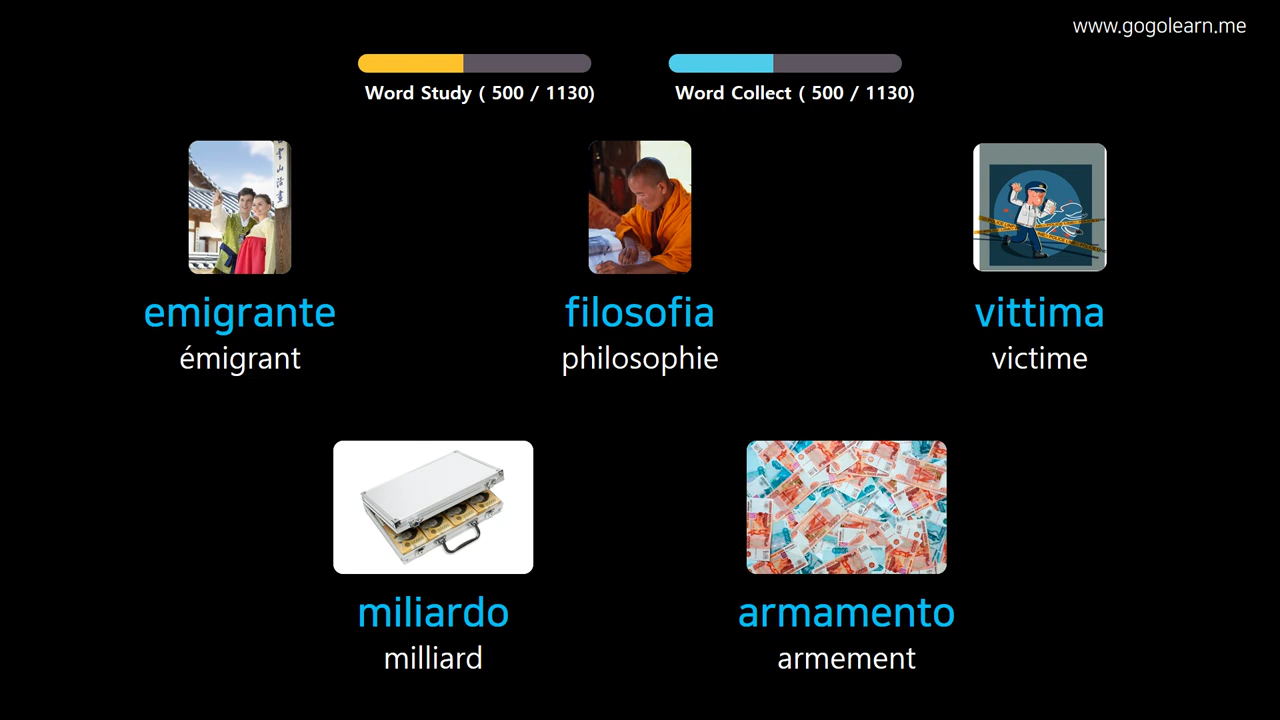 www.gogolearn.me
Word Study ( 500 / 1130)
Word Collect ( 500 / 1130)
emigrante
émigrant
filosofia
philosophie
vittima
victime
miliardo
milliard
armamento
armement